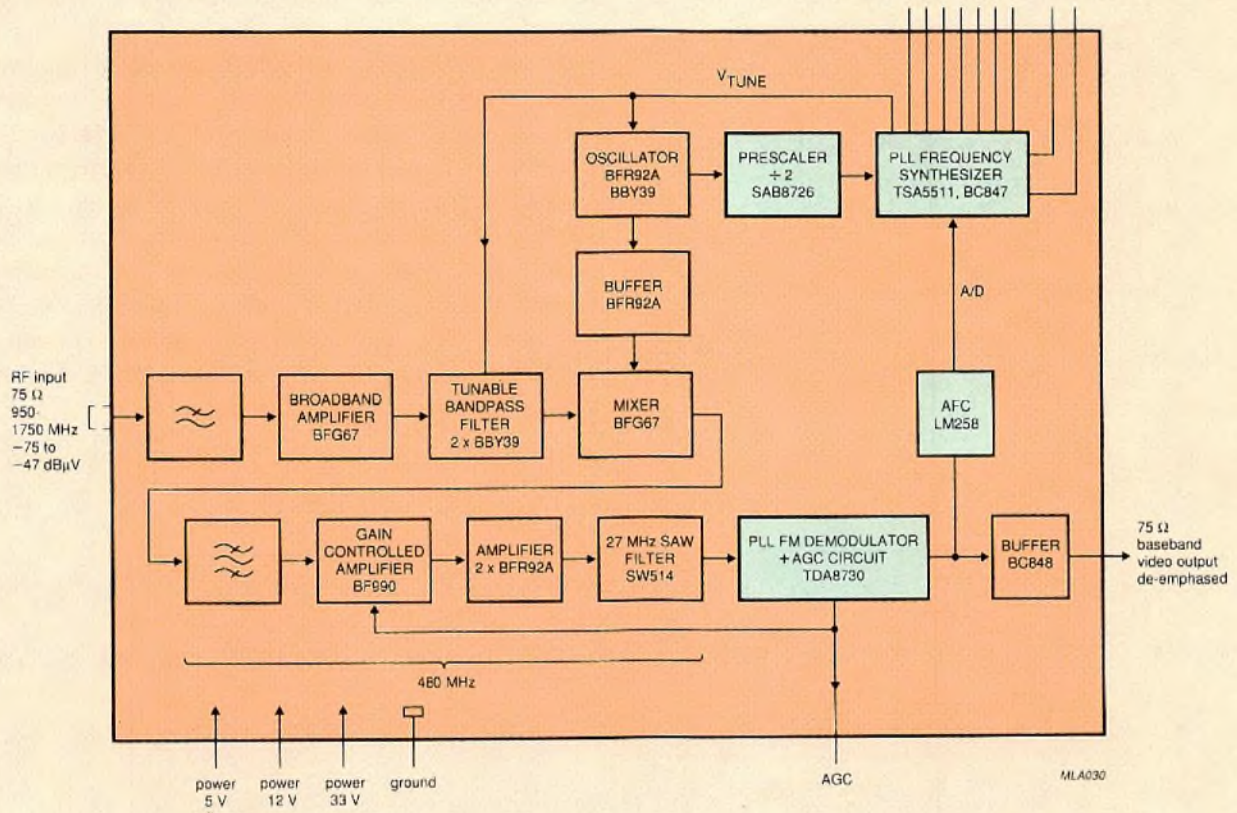 V TUNE
OSCILLATOR
BFR92A
BBY39
PRESCALER
÷ 2
SAB8726
PLL FREQUENCY
SYNTHESIZER
TSA5511, BC847
BUFFER
BFR92A
A/D
RF input
75 Ω
950-
1750 MHz
−75 to
−47 dBµV
BROADBAND
AMPLIFIER
BFG67
TUNABLE
BANDPASS
FILTER
2 x BBY39
MIXER
BFG67
AFC
LM258
GAIN
CONTROLLED
AMPLIFIER
BF990
AMPLIFIER
2 x BFR92A
27 MHz SAW
FILTER
SW514
PLL FM DEMODULATOR
+ AGC CIRCUIT
TDA8730
BUFFER
BC848
75 Ω
baseband
video output
de-emphased
480 MHz
power
5 V
power
12 V
power
33 V
ground
AGC
MLA030